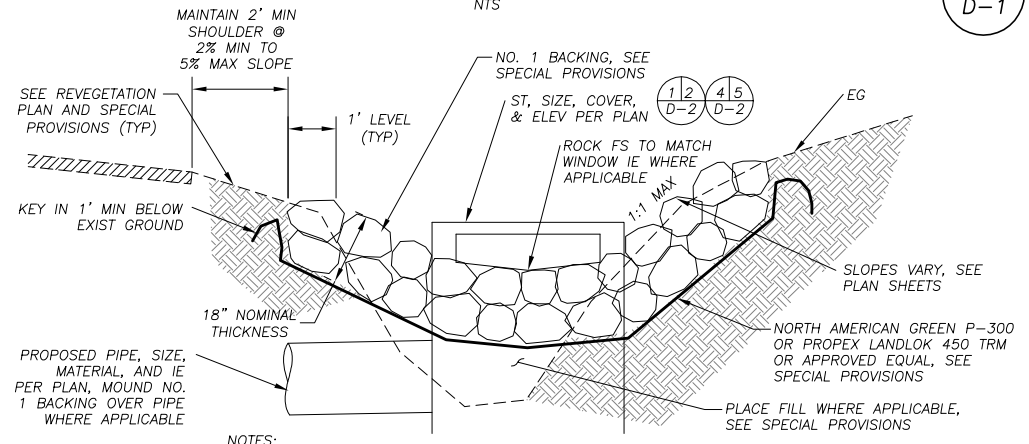 NTS
D-1
MAINTAIN 2' MIN
SHOULDER @
2% MIN TO
5% MAX SLOPE
NO. 1 BACKING, SEE
SPECIAL PROVISIONS
SEE REVEGETATION
PLAN AND SPECIAL
PROVISIONS (TYP)
1' LEVEL
(TYP)
ST, SIZE, COVER,
& ELEV PER PLAN
1 2
D-2
4 5
D-2
EG
ROCK FS TO MATCH
WINDOW IE WHERE
APPLICABLE
1:1 MAX
KEY IN 1' MIN BELOW
EXIST GROUND
SLOPES VARY, SEE
PLAN SHEETS
18" NOMINAL
THICKNESS
NORTH AMERICAN GREEN P-300
OR PROPEX LANDLOK 450 TRM
OR APPROVED EQUAL, SEE
SPECIAL PROVISIONS
PROPOSED PIPE, SIZE,
MATERIAL, AND IE
PER PLAN, MOUND NO.
1 BACKING OVER PIPE
WHERE APPLICABLE
PLACE FILL WHERE APPLICABLE,
SEE SPECIAL PROVISIONS
NOTES: